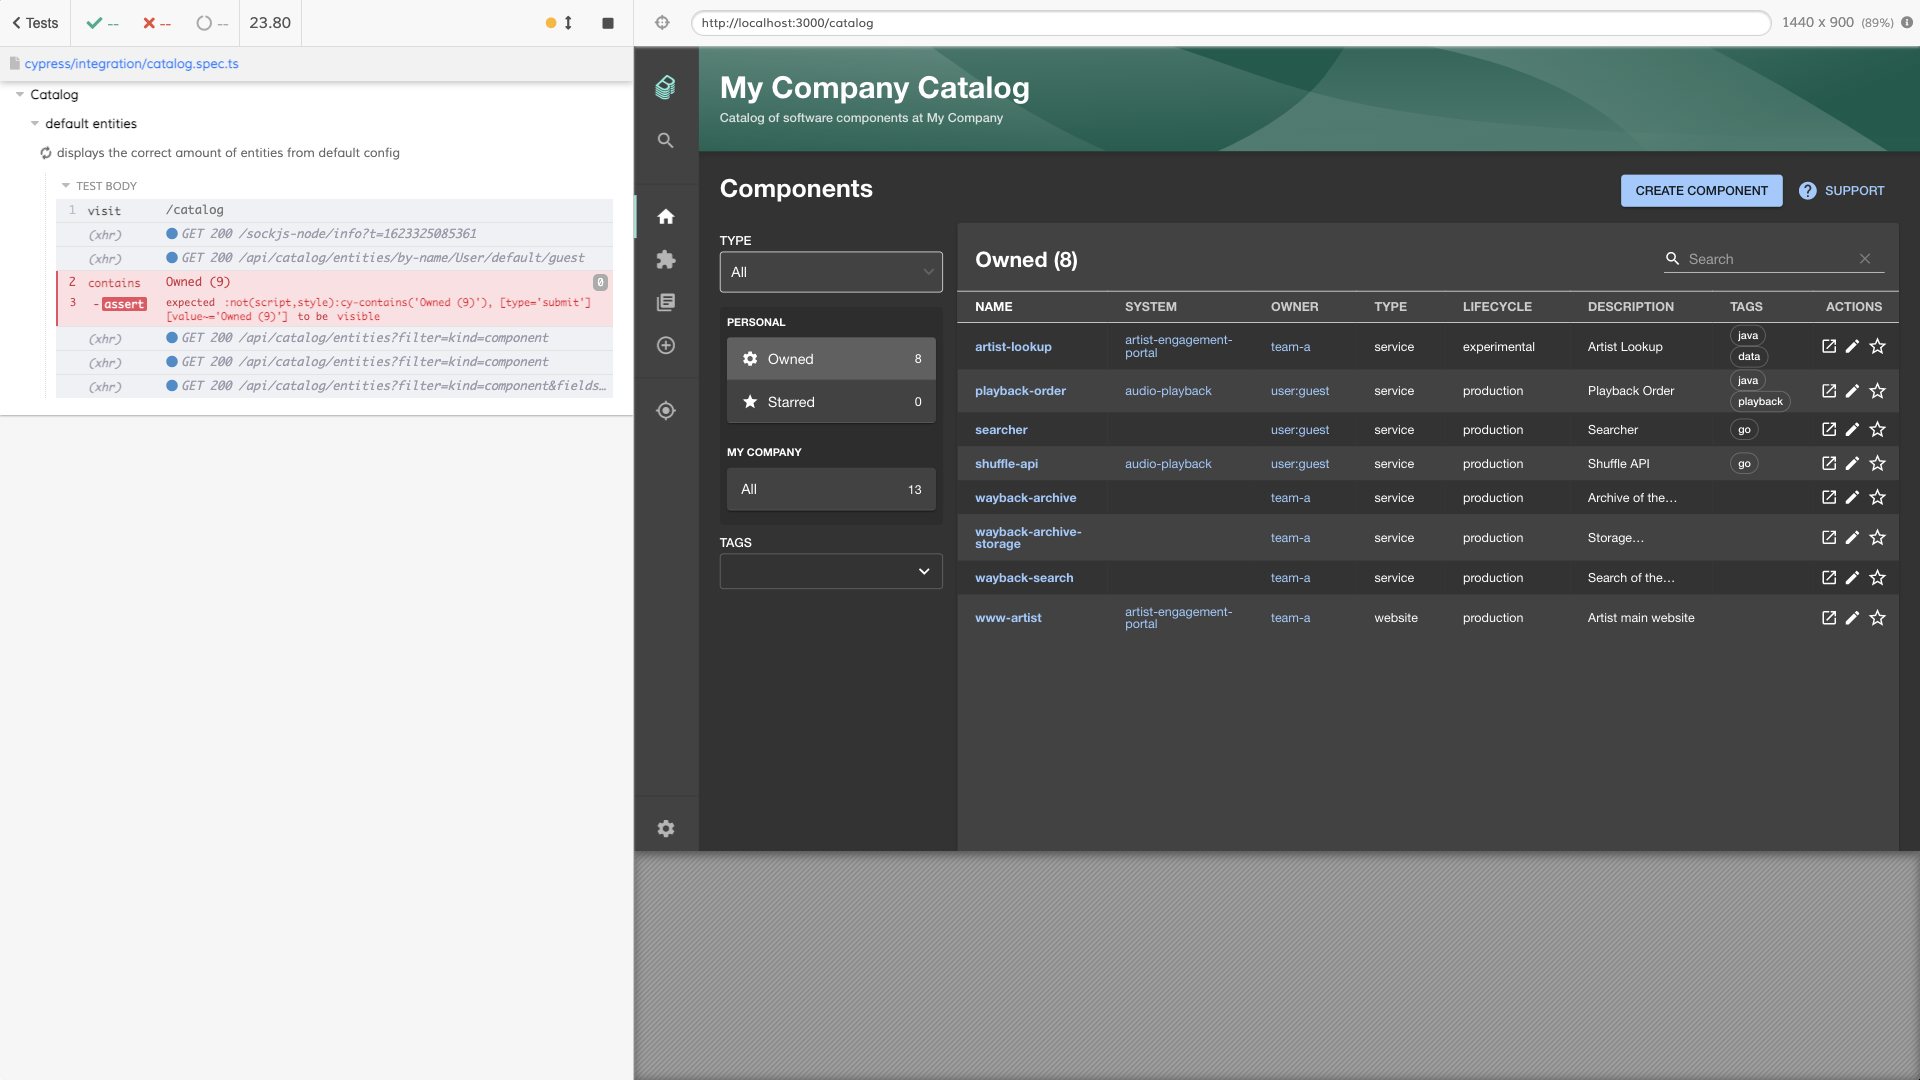 Tests
--
--
--
23.80
cypress/integration/catalog.spec.ts
Catalog
default entities
displays the correct amount of entities from default config
TEST BODY
1 visit /catalog
(xhr) GET 200 /sockjs-node/info?t=1623325085361
(xhr) GET 200 /api/catalog/entities/by-name/User/default/guest
2 contains Owned (9) 0
3 -assert expected :not(script,style):cy-contains('Owned (9)'), [type='submit']
[value~='Owned (9)'] to be visible
(xhr) GET 200 /api/catalog/entities?filter=kind=component
(xhr) GET 200 /api/catalog/entities?filter=kind=component
(xhr) GET 200 /api/catalog/entities?filter=kind=component&fields…
http://localhost:3000/catalog
1440 x 900 (89%)
My Company Catalog
Catalog of software components at My Company
Components
CREATE COMPONENT
SUPPORT
TYPE
All
PERSONAL
Owned 8
Starred 0
MY COMPANY
All 13
TAGS
Owned (8)
Search
NAME SYSTEM OWNER TYPE LIFECYCLE DESCRIPTION TAGS ACTIONS
artist-lookup artist-engagement-
portal team-a service experimental Artist Lookup java
data
playback-order audio-playback user:guest service production Playback Order java
playback
searcher user:guest service production Searcher go
shuffle-api audio-playback user:guest service production Shuffle API go
wayback-archive team-a service production Archive of the…
wayback-archive-
storage team-a service production Storage…
wayback-search team-a service production Search of the…
www-artist artist-engagement-
portal team-a website production Artist main website